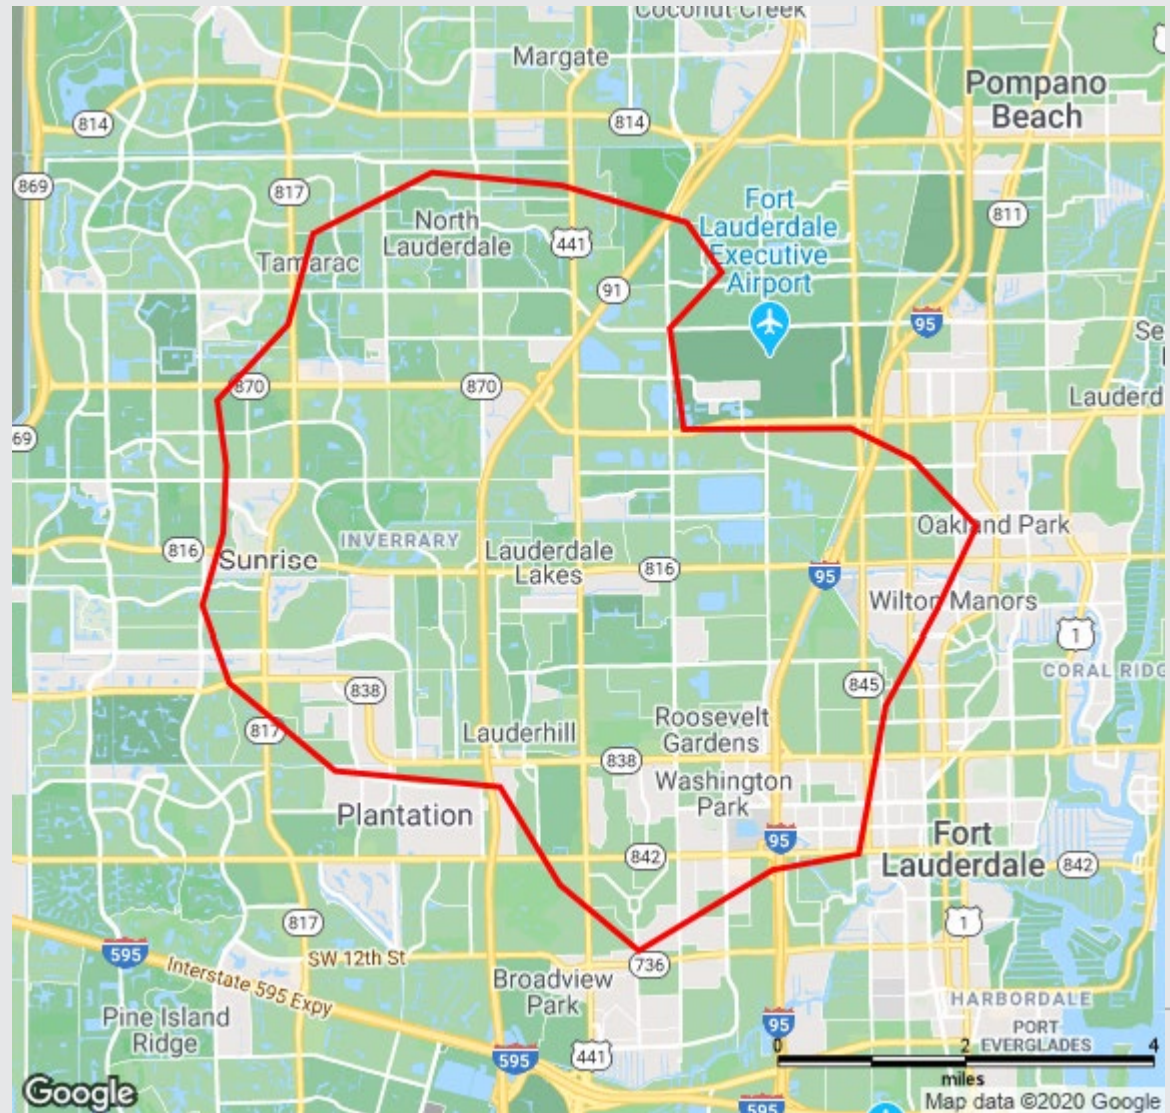 Coconut Creek
Margate
Pompano
Beach
814
814
869
817
811
North
Lauderdale
441
Fort
Lauderdale
Executive
Airport
Tamarac
91
95
Se
870
870
Lauderd
69
Oakland Park
INVERRARY
816
Sunrise
Lauderdale
Lakes
816
95
Wilton Manors
1
CORAL RIDG
838
845
817
Lauderhill
Roosevelt
Gardens
838
Washington
Park
Plantation
95
Fort
Lauderdale
842
842
817
1
595
SW 12th St
Interstate 595 Expy
736
Broadview
Park
HARBORDALE
Pine Island
Ridge
95
PORT
EVERGLADES
595
441
0 2 4
miles
Google
595
Map data ©2020 Google